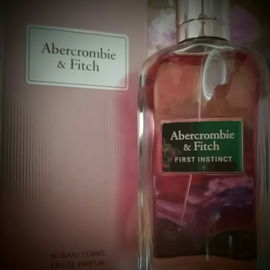 Abercrombie
& Fitch
WOMAN / FEMME
EAU DE PARFUM
Abercrombie
& Fitch
FIRST INSTINCT